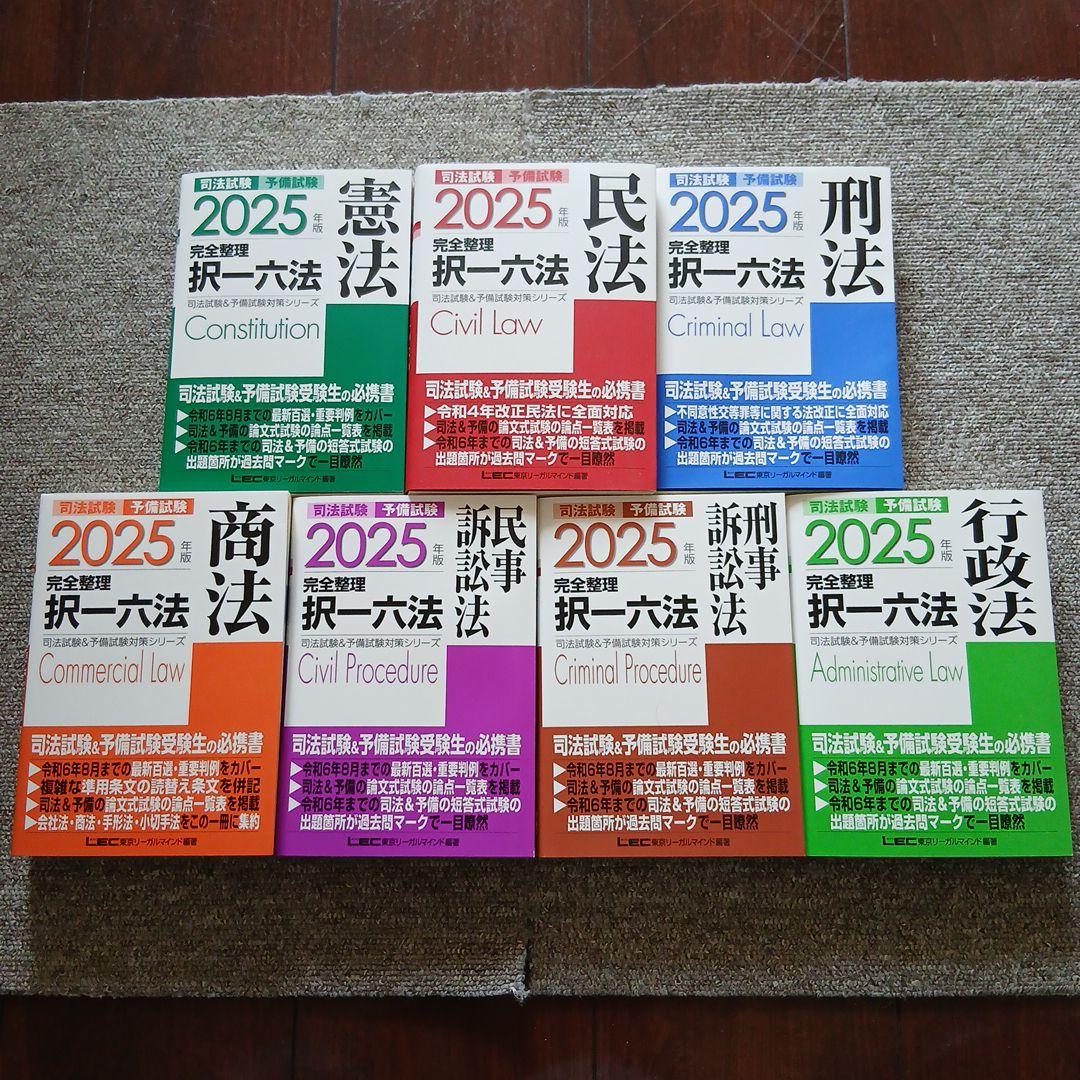 司法試験 予備試験
2025年版
憲法
完全整理
択一六法
司法試験&予備試験対策シリーズ
Constitution
司法試験&予備試験受験生の必携書
▶令和6年8月までの最新百選・重要判例をカバー
▶司法&予備の論文式試験の論点一覧表を掲載
▶令和6年までの司法&予備の短答式試験の
出題箇所が過去問マークで一目瞭然
LEC東京リーガルマインド編著
司法試験 予備試験
2025年版
民法
完全整理
択一六法
司法試験&予備試験対策シリーズ
Civil Law
司法試験&予備試験受験生の必携書
▶令和4年改正民法に全面対応
▶司法&予備の論文式試験の論点一覧表を掲載
▶令和6年までの司法&予備の短答式試験の
出題箇所が過去問マークで一目瞭然
LEC東京リーガルマインド編著
司法試験 予備試験
2025年版
刑法
完全整理
択一六法
司法試験&予備試験対策シリーズ
Criminal Law
司法試験&予備試験受験生の必携書
▶不同意性交等罪等に関する法改正に全面対応
▶司法&予備の論文式試験の論点一覧表を掲載
▶令和6年までの司法&予備の短答式試験の
出題箇所が過去問マークで一目瞭然
LEC東京リーガルマインド編著
司法試験 予備試験
2025年版
商法
完全整理
択一六法
司法試験&予備試験対策シリーズ
Commercial Law
司法試験&予備試験受験生の必携書
▶令和6年8月までの最新百選・重要判例をカバー
▶複雑な準用条文の読替え条文を併記
▶司法&予備の論文式試験の論点一覧表を掲載
▶会社法・商法・手形法・小切手法をこの一冊に集約
LEC東京リーガルマインド編著
司法試験 予備試験
2025年版
民事
訴訟法
完全整理
択一六法
司法試験&予備試験対策シリーズ
Civil Procedure
司法試験&予備試験受験生の必携書
▶令和6年8月までの最新百選・重要判例をカバー
▶司法&予備の論文式試験の論点一覧表を掲載
▶令和6年までの司法&予備の短答式試験の
出題箇所が過去問マークで一目瞭然
LEC東京リーガルマインド編著
司法試験 予備試験
2025年版
刑事
訴訟法
完全整理
択一六法
司法試験&予備試験対策シリーズ
Criminal Procedure
司法試験&予備試験受験生の必携書
▶令和6年8月までの最新百選・重要判例をカバー
▶司法&予備の論文式試験の論点一覧表を掲載
▶令和6年までの司法&予備の短答式試験の
出題箇所が過去問マークで一目瞭然
LEC東京リーガルマインド編著
司法試験 予備試験
2025年版
行政法
完全整理
択一六法
司法試験&予備試験対策シリーズ
Administrative Law
司法試験&予備試験受験生の必携書
▶令和6年8月までの最新百選・重要判例をカバー
▶司法&予備の論文式試験の論点一覧表を掲載
▶令和6年までの司法&予備の短答式試験の
出題箇所が過去問マークで一目瞭然
LEC東京リーガルマインド編著